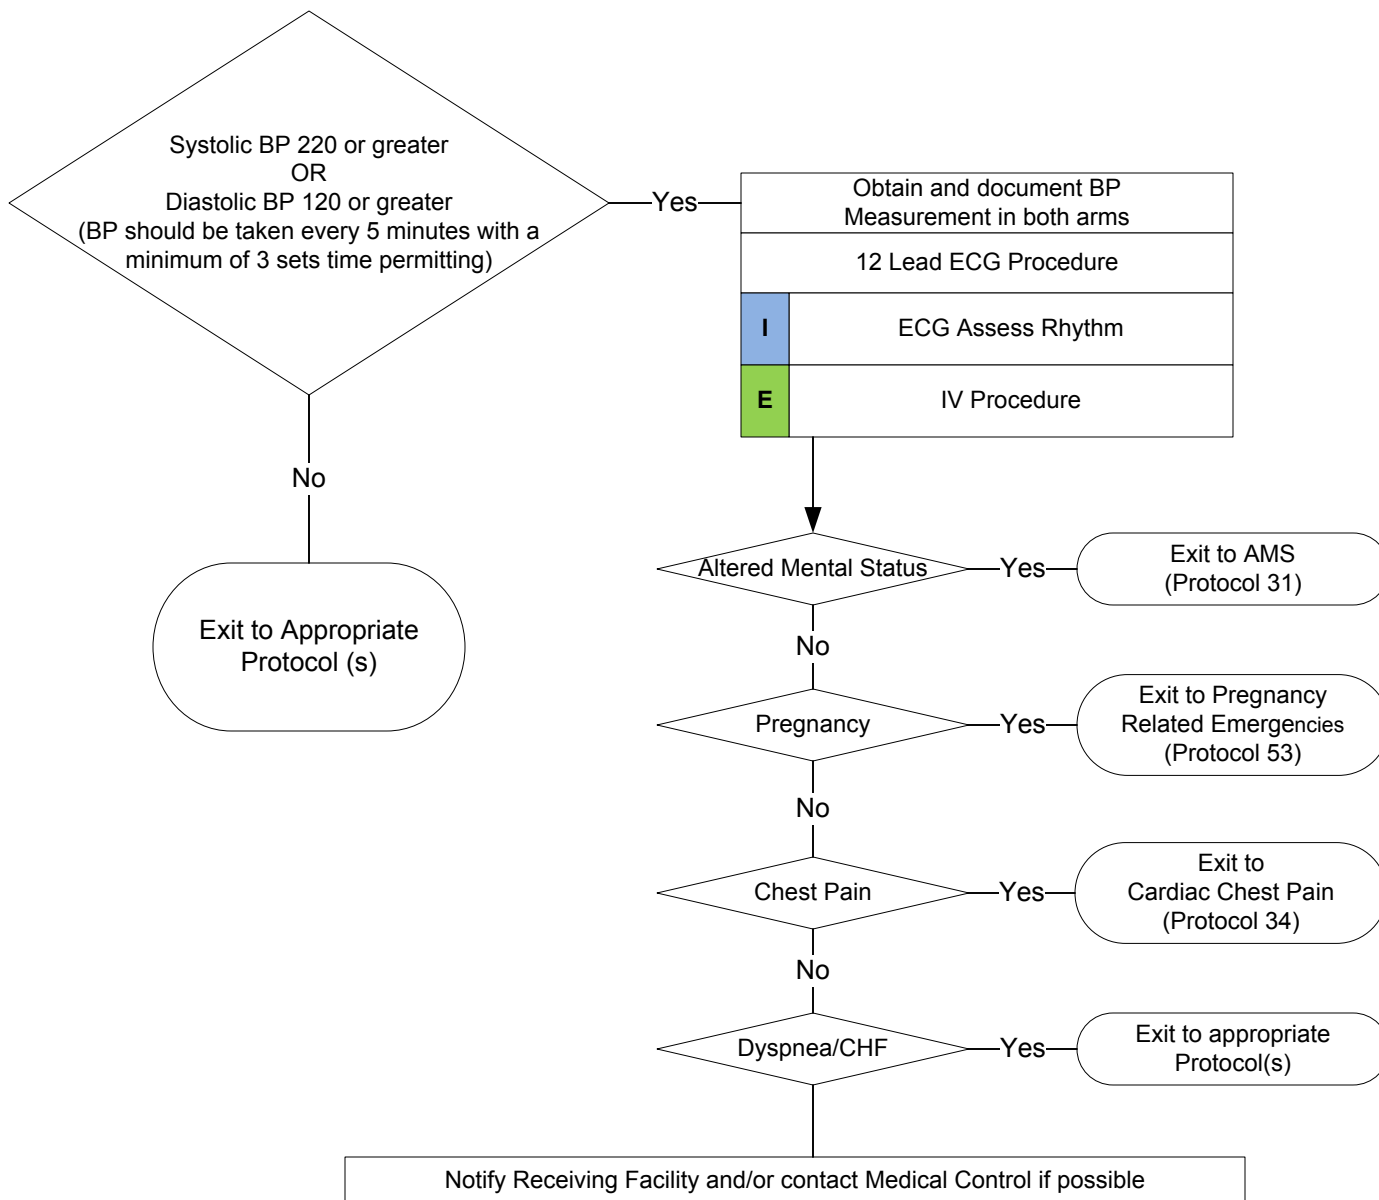 Systolic BP 220 or greater
OR
Diastolic BP 120 or greater
(BP should be taken every 5 minutes with a
minimum of 3 sets time permitting)
Yes
Obtain and document BP
Measurement in both arms
12 Lead ECG Procedure
I
ECG Assess Rhythm
E
IV Procedure
No
Exit to Appropriate
Protocol (s)
Altered Mental Status
Yes
Exit to AMS
(Protocol 31)
No
Pregnancy
Yes
Exit to Pregnancy
Related Emergencies
(Protocol 53)
No
Chest Pain
Yes
Exit to
Cardiac Chest Pain
(Protocol 34)
No
Dyspnea/CHF
Yes
Exit to appropriate
Protocol(s)
Notify Receiving Facility and/or contact Medical Control if possible